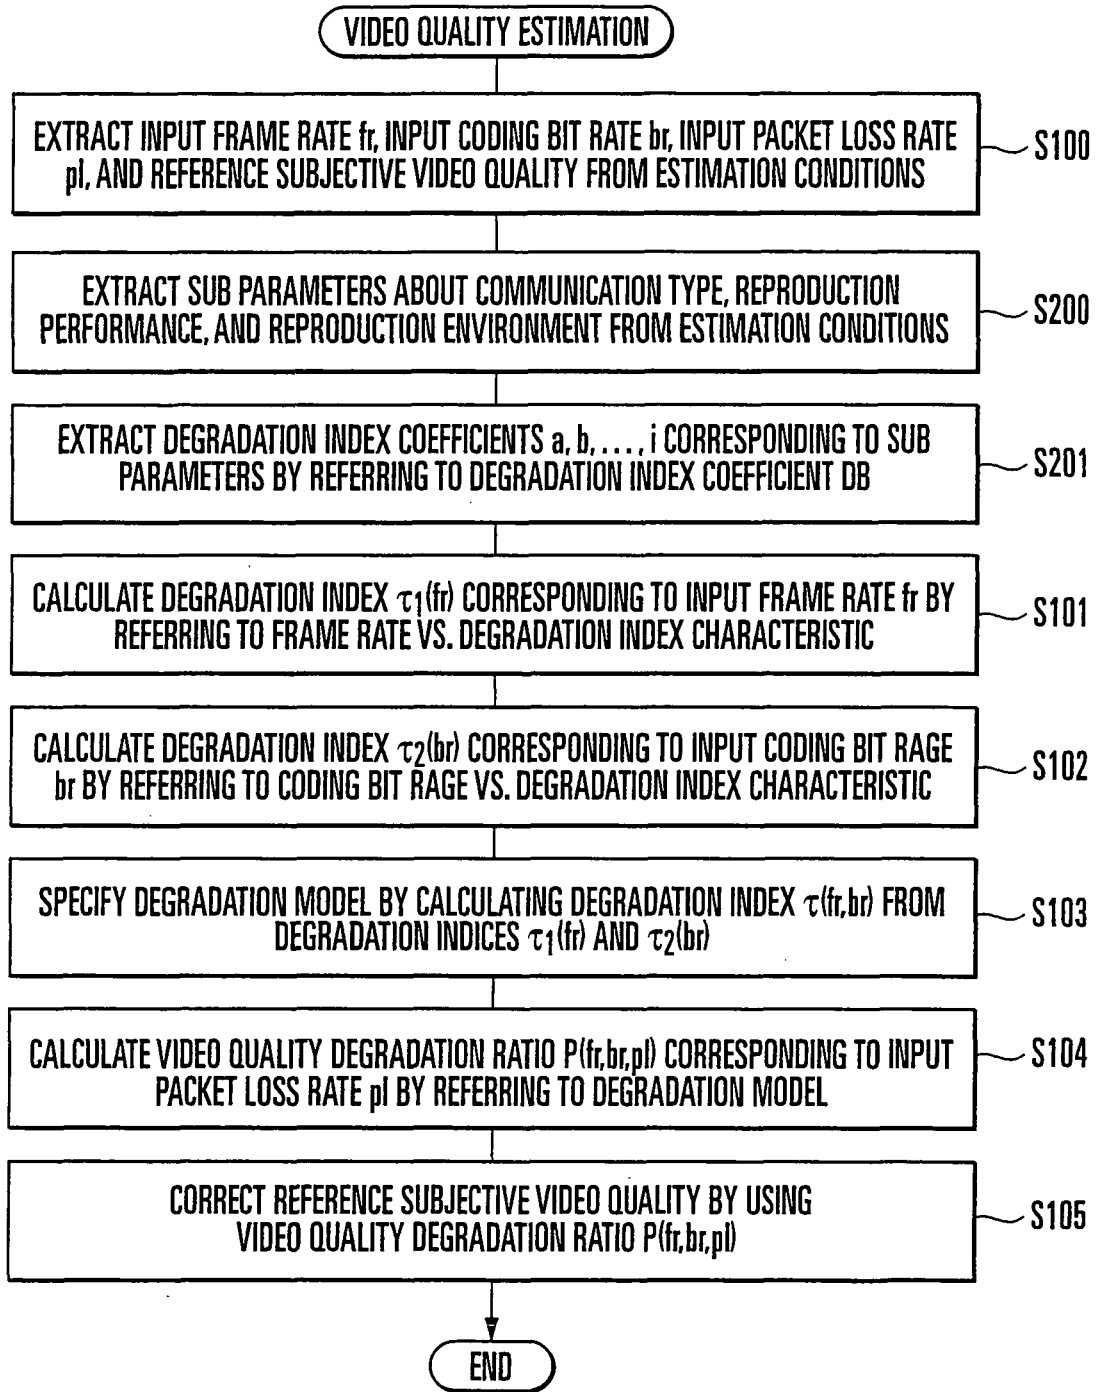 VIDEO QUALITY ESTIMATION
EXTRACT INPUT FRAME RATE fr, INPUT CODING BIT RATE br, INPUT PACKET LOSS RATE
pl, AND REFERENCE SUBJECTIVE VIDEO QUALITY FROM ESTIMATION CONDITIONS
S100
EXTRACT SUB PARAMETERS ABOUT COMMUNICATION TYPE, REPRODUCTION
PERFORMANCE, AND REPRODUCTION ENVIRONMENT FROM ESTIMATION CONDITIONS
S200
EXTRACT DEGRADATION INDEX COEFFICIENTS a, b, ..., i CORRESPONDING TO SUB
PARAMETERS BY REFERRING TO DEGRADATION INDEX COEFFICIENT DB
S201
CALCULATE DEGRADATION INDEX τ1(fr) CORRESPONDING TO INPUT FRAME RATE fr BY
REFERRING TO FRAME RATE VS. DEGRADATION INDEX CHARACTERISTIC
S101
CALCULATE DEGRADATION INDEX τ2(br) CORRESPONDING TO INPUT CODING BIT RAGE
br BY REFERRING TO CODING BIT RAGE VS. DEGRADATION INDEX CHARACTERISTIC
S102
SPECIFY DEGRADATION MODEL BY CALCULATING DEGRADATION INDEX τ(fr,br) FROM
DEGRADATION INDICES τ1(fr) AND τ2(br)
S103
CALCULATE VIDEO QUALITY DEGRADATION RATIO P(fr,br,pl) CORRESPONDING TO INPUT
PACKET LOSS RATE pl BY REFERRING TO DEGRADATION MODEL
S104
CORRECT REFERENCE SUBJECTIVE VIDEO QUALITY BY USING
VIDEO QUALITY DEGRADATION RATIO P(fr,br,pl)
S105
END